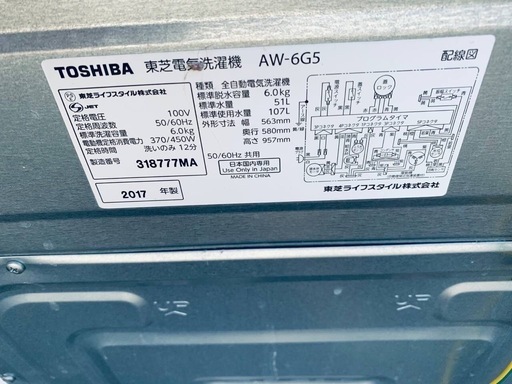 TOSHIBA 東芝電気洗濯機 AW-6G5 配線図
東芝ライフスタイル株式会社
JET
定格電圧 100V
定格周波数 50/60Hz
標準洗濯容量 6.0kg
電動機定格消費電力 370/450W
洗いのみ 12分
製造番号 318777MA
2017 年製
種類 全自動電気洗濯機
標準脱水容量 6.0kg
標準水量 51L
標準使用水量 107L
外形寸法 幅 563mm
奥行 580mm
高さ 957mm
50/60Hz 共用
日本国内専用
Use Only in Japan
MADE IN CHINA
プログラムタイマ
東芝ライフスタイル株式会社